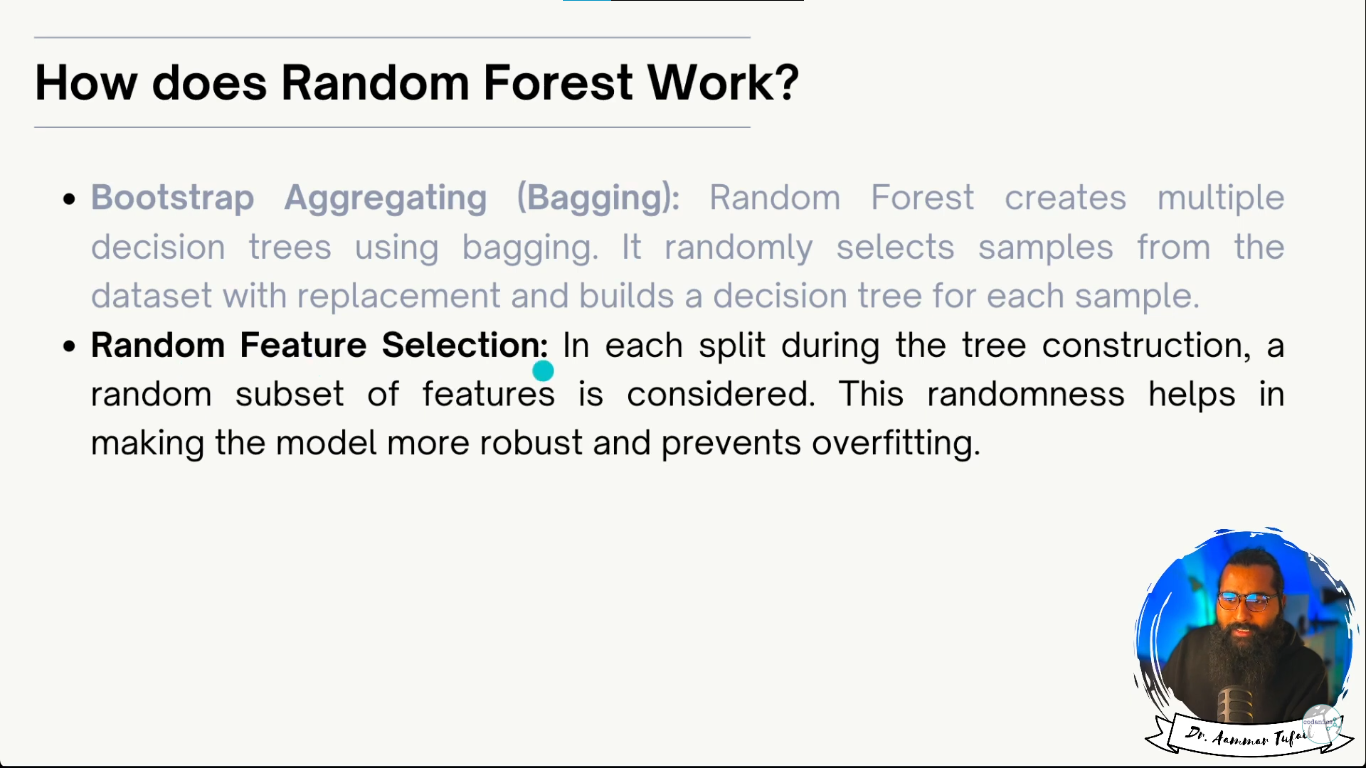 How does Random Forest Work?
• Bootstrap Aggregating (Bagging): Random Forest creates multiple
decision trees using bagging. It randomly selects samples from the
dataset with replacement and builds a decision tree for each sample.
• Random Feature Selection: In each split during the tree construction, a
random subset of features is considered. This randomness helps in
making the model more robust and prevents overfitting.
Dr. Aammar